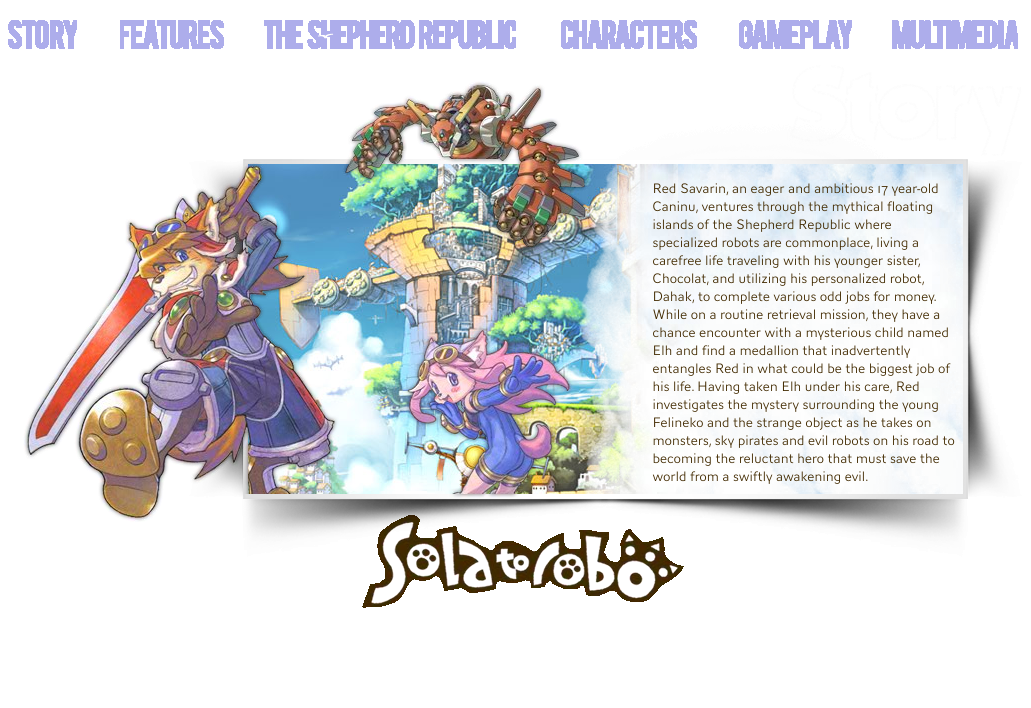 STORY FEATURES THE SHEPHERD REPUBLIC CHARACTERS GAMEPLAY MULTIMEDIA
Red Savarin, an eager and ambitious 17 year-old
Caninu, ventures through the mythical floating
islands of the Shepherd Republic where
specialized robots are commonplace, living a
carefree life traveling with his younger sister,
Chocolat, and utilizing his personalized robot,
Dahak, to complete various odd jobs for money.
While on a routine retrieval mission, they have a
chance encounter with a mysterious child named
Elh and find a medallion that inadvertently
entangles Red in what could be the biggest job of
his life. Having taken Elh under his care, Red
investigates the mystery surrounding the young
Felineko and the strange object as he takes on
monsters, sky pirates and evil robots on his road to
becoming the reluctant hero that must save the
world from a swiftly awakening evil.
Solatorobo